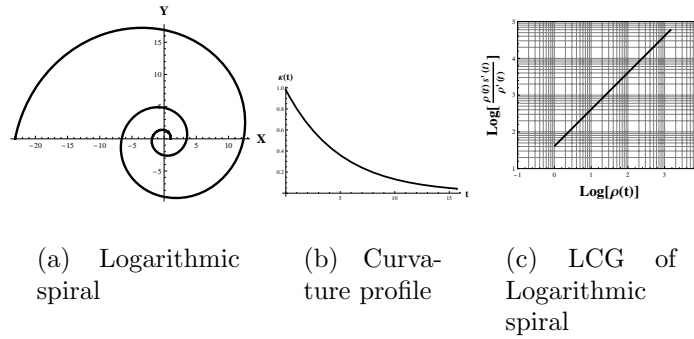 Y
15
10
5
-20
-15
-10
-5
5
10
X
-5
κ(t)
1.0
0.8
0.6
0.4
0.2
5
10
15
t
5
4
3
2
1
-1
0
1
2
3
Log[ρ(t) s'(t) / ρ'(t)]
Log[ρ(t)]
(a) Logarithmic
spiral
(b) Curva-
ture profile
(c) LCG of
Logarithmic
spiral